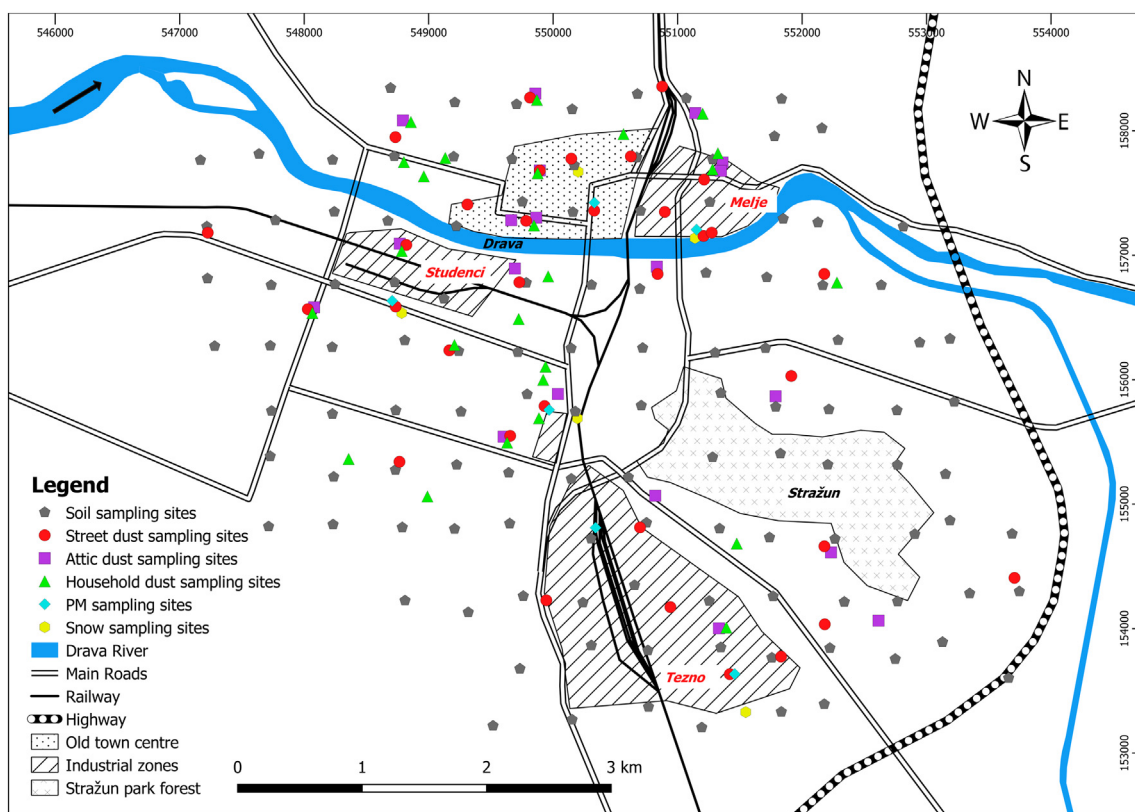 546000 547000 548000 549000 550000 551000 552000 553000 554000
N
W E
S
158000
157000
156000
155000
154000
153000
Melje
Drava
Studenci
Stražun
Tezno
Legend
Soil sampling sites
Street dust sampling sites
Attic dust sampling sites
Household dust sampling sites
PM sampling sites
Snow sampling sites
Drava River
Main Roads
Railway
Highway
Old town centre
Industrial zones
Stražun park forest
0 1 2 3 km